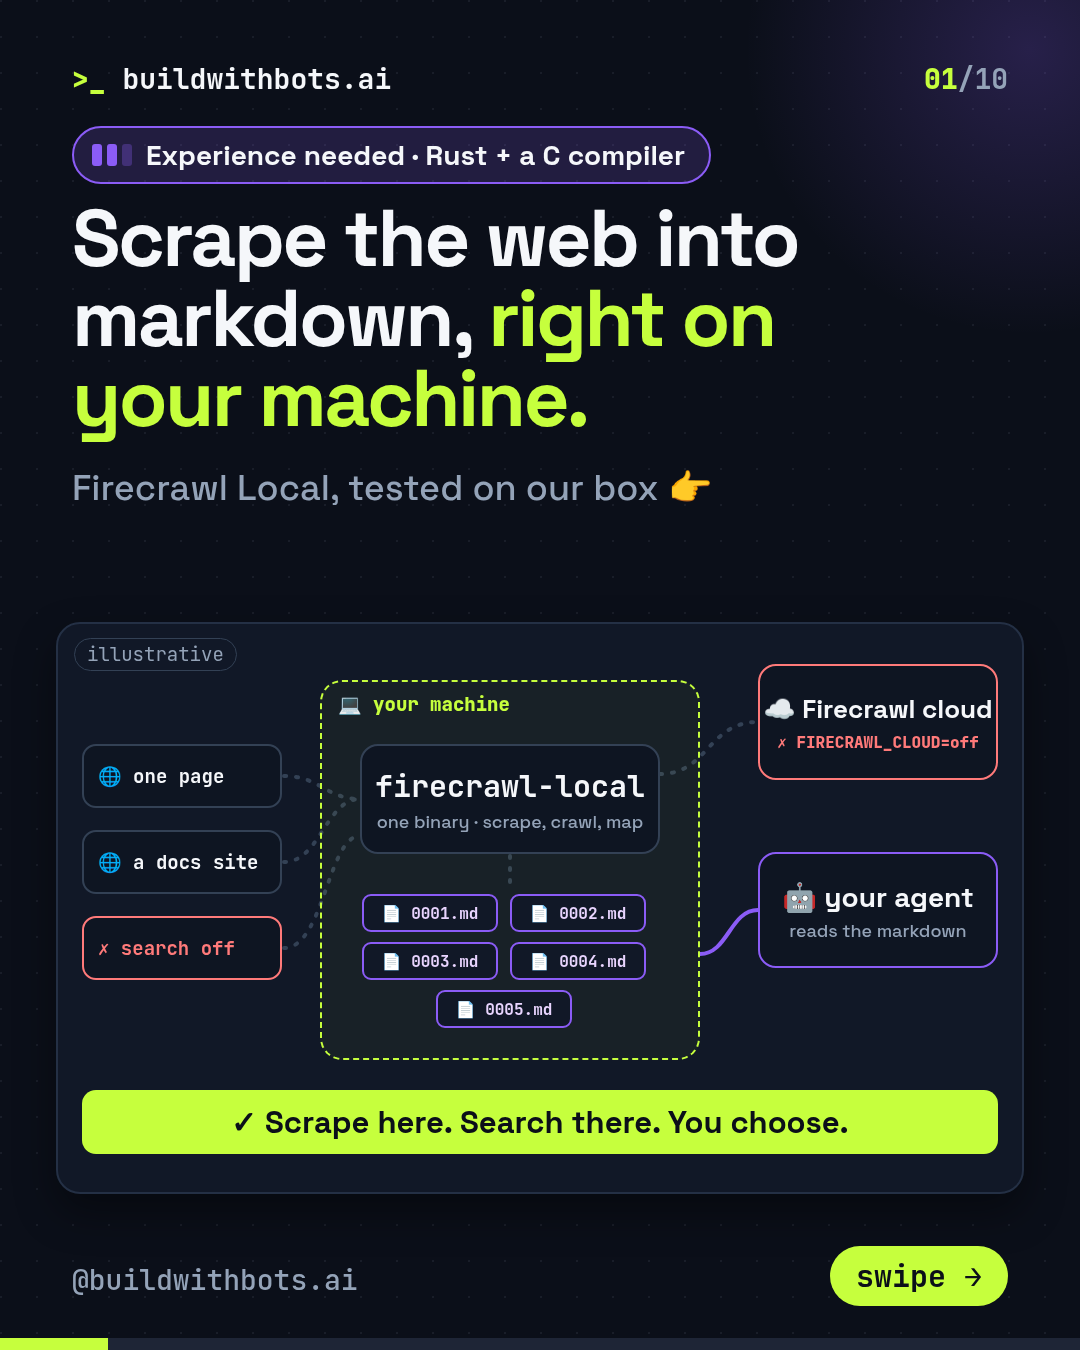 >_ buildwithbots.ai
01/10
Experience needed · Rust + a C compiler
Scrape the web into
markdown, right on
your machine.
Firecrawl Local, tested on our box 👉
illustrative
💻 your machine
☁️ Firecrawl cloud
✗ FIRECRAWL_CLOUD=off
🌐 one page
firecrawl-local
one binary · scrape, crawl, map
🌐 a docs site
🤖 your agent
reads the markdown
✗ search off
📄 0001.md
📄 0002.md
📄 0003.md
📄 0004.md
📄 0005.md
✓ Scrape here. Search there. You choose.
@buildwithbots.ai
swipe →